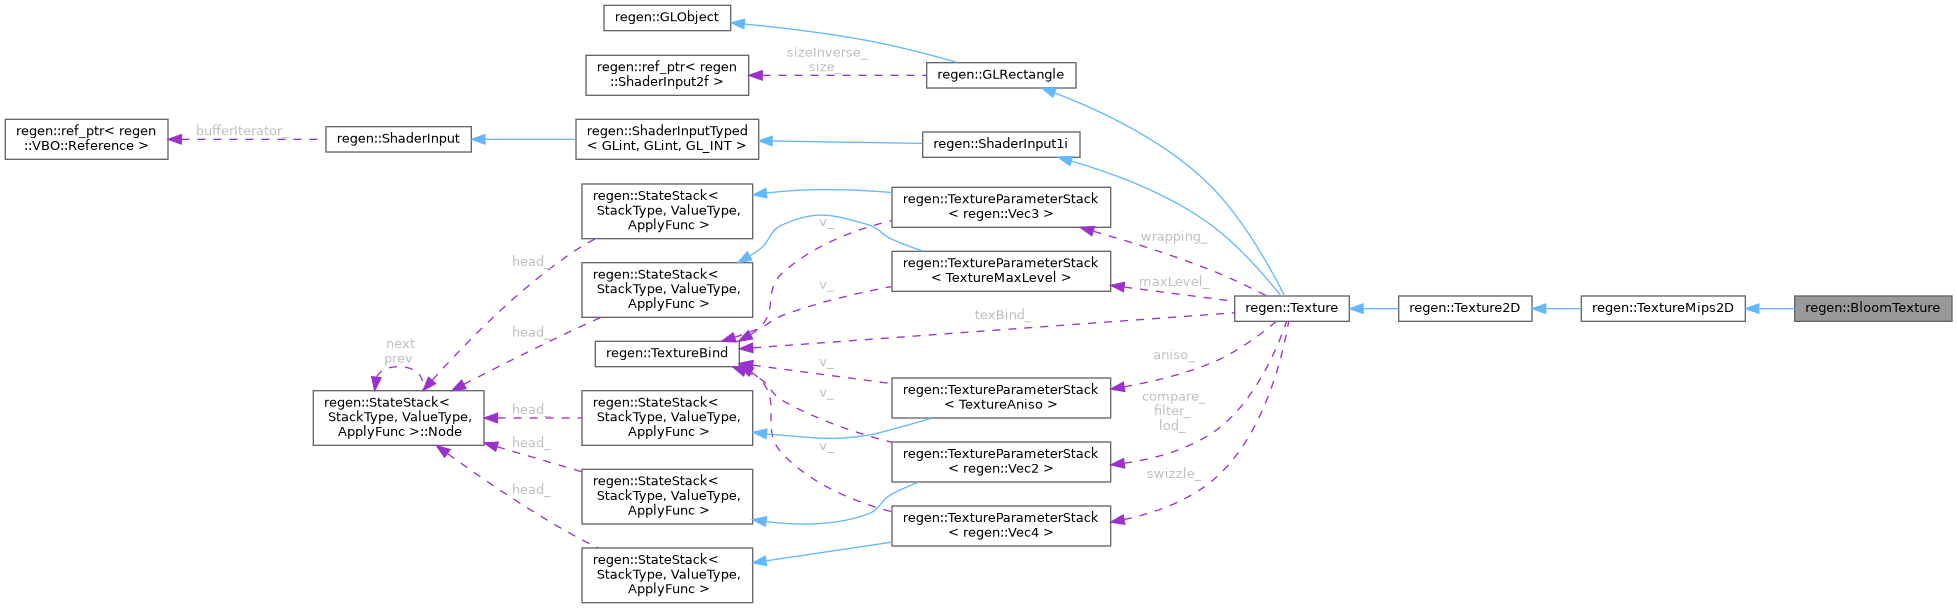 regen::GLObject
sizeInverse_
size_
regen::ref_ptr< regen
::ShaderInput2f >
regen::GLRectangle
regen::ref_ptr< regen
::VBO::Reference >
bufferIterator_
regen::ShaderInput
regen::ShaderInputTyped
< GLint, GLint, GL_INT >
regen::ShaderInput1i
regen::StateStack<
StackType, ValueType,
ApplyFunc >
regen::TextureParameterStack
< regen::Vec3 >
v_
wrapping_
head_
regen::StateStack<
StackType, ValueType,
ApplyFunc >
regen::TextureParameterStack
< TextureMaxLevel >
v_
maxLevel_
regen::Texture
regen::Texture2D
regen::TextureMips2D
regen::BloomTexture
head_
texBind_
next
prev
regen::TextureBind
aniso_
v_
regen::StateStack<
StackType, ValueType,
ApplyFunc >::Node
head_
regen::StateStack<
StackType, ValueType,
ApplyFunc >
v_
regen::TextureParameterStack
< TextureAniso >
compare_
filter_
lod_
head_
v_
regen::TextureParameterStack
< regen::Vec2 >
swizzle_
head_
regen::StateStack<
StackType, ValueType,
ApplyFunc >
regen::TextureParameterStack
< regen::Vec4 >
regen::StateStack<
StackType, ValueType,
ApplyFunc >